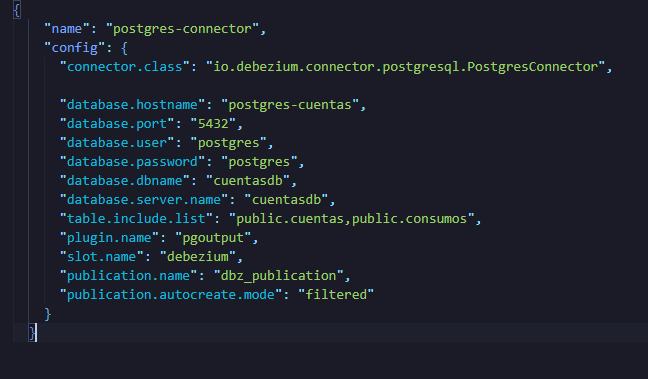 {
"name": "postgres-connector",
"config": {
"connector.class": "io.debezium.connector.postgresql.PostgresConnector",
"database.hostname": "postgres-cuentas",
"database.port": "5432",
"database.user": "postgres",
"database.password": "postgres",
"database.dbname": "cuentasdb",
"database.server.name": "cuentasdb",
"table.include.list": "public.cuentas,public.consumos",
"plugin.name": "pgoutput",
"slot.name": "debezium",
"publication.name": "dbz_publication",
"publication.autocreate.mode": "filtered"
}
}